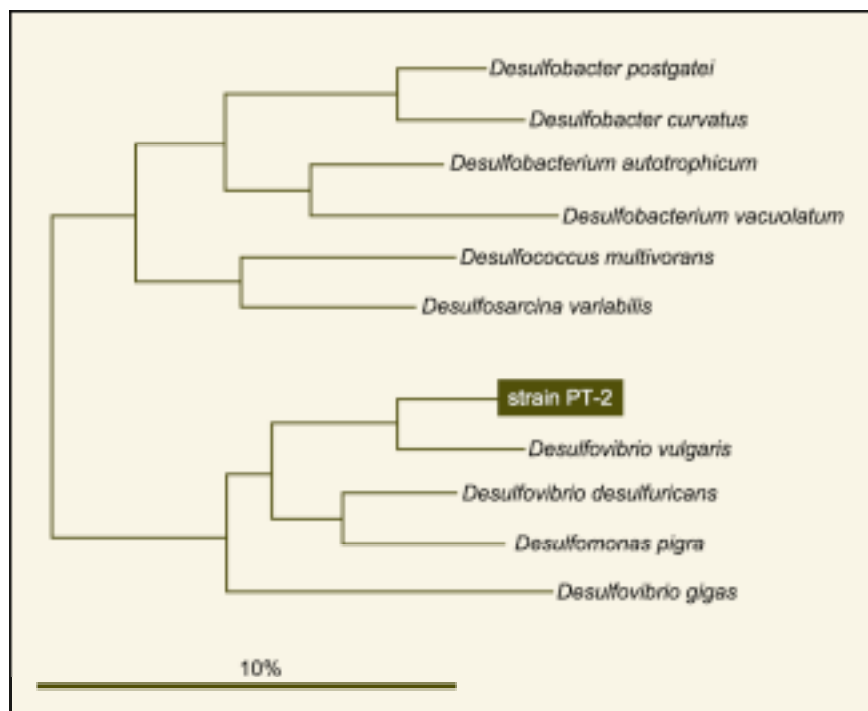 Desulfobacter postgatei
Desulfobacter curvatus
Desulfobacterium autotrophicum
Desulfobacterium vacuolatum
Desulfococcus multivorans
Desulfosarcina variabilis
strain PT-2
Desulfovibrio vulgaris
Desulfovibrio desulfuricans
Desulfomonas pigra
Desulfovibrio gigas
10%